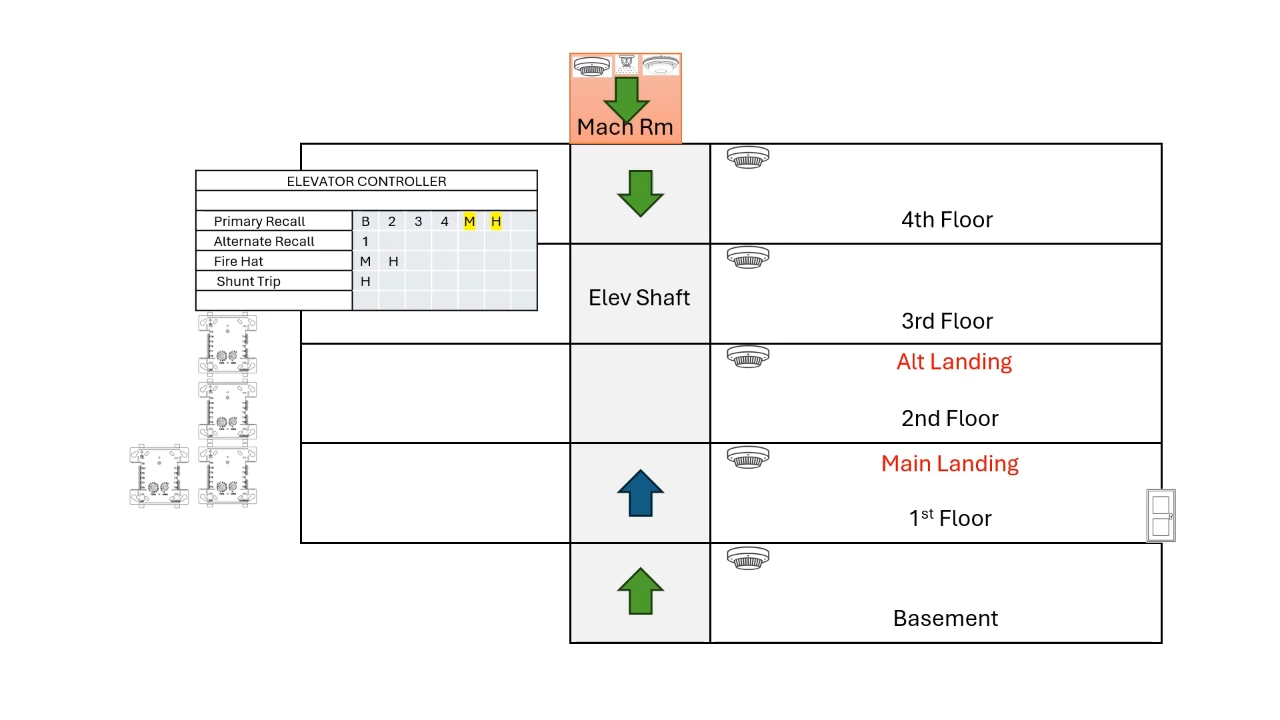 Mach Rm
ELEVATOR CONTROLLER
Primary Recall B 2 3 4 M H
Alternate Recall 1
Fire Hat M H
Shunt Trip H
4th Floor
Elev Shaft
3rd Floor
Alt Landing
2nd Floor
Main Landing
1st Floor
Basement